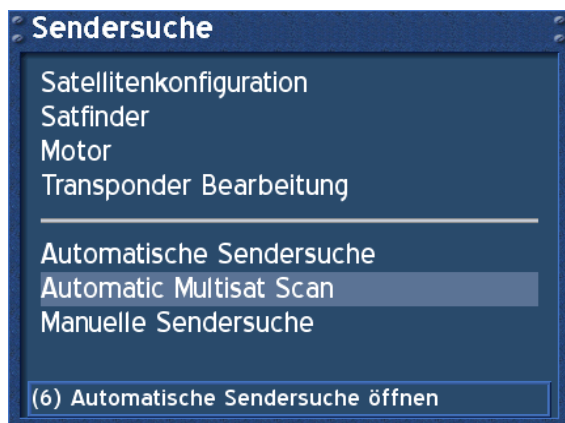 Sendersuche
Satellitenkonfiguration
Satfinder
Motor
Transponder Bearbeitung
Automatische Sendersuche
Automatic Multisat Scan
Manuelle Sendersuche
(6) Automatische Sendersuche öffnen